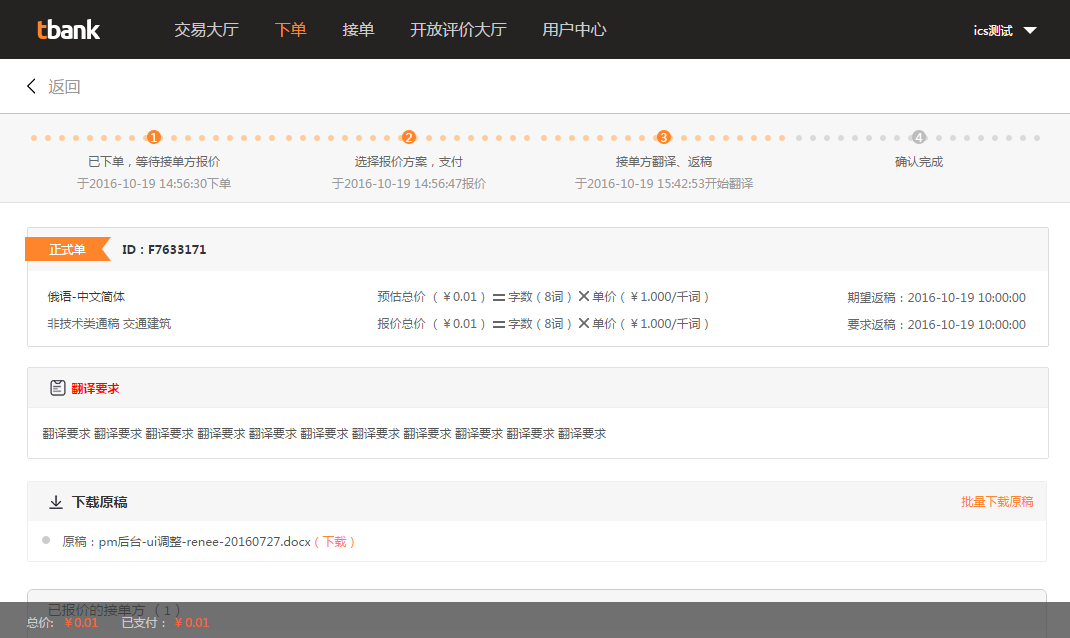 tbank 交易大厅 下单 接单 开放评价大厅 用户中心 ics测试
返回
1 2 3 4
已下单，等待接单方报价 选择报价方案，支付 接单方翻译、返稿 确认完成
于2016-10-19 14:56:30下单 于2016-10-19 14:56:47报价 于2016-10-19 15:42:53开始翻译
正式单 ID：F7633171
俄语-中文简体 预估总价（￥0.01）＝字数（8词）×单价（￥1.000/千词） 期望返稿：2016-10-19 10:00:00
非技术类通稿 交通建筑 报价总价（￥0.01）＝字数（8词）×单价（￥1.000/千词） 要求返稿：2016-10-19 10:00:00
翻译要求
翻译要求 翻译要求 翻译要求 翻译要求 翻译要求 翻译要求 翻译要求 翻译要求 翻译要求 翻译要求 翻译要求
下载原稿 批量下载原稿
原稿：pm后台-ui调整-renee-20160727.docx（下载）
已报价的接单方（1）
总价: ￥0.01 已支付：￥0.01